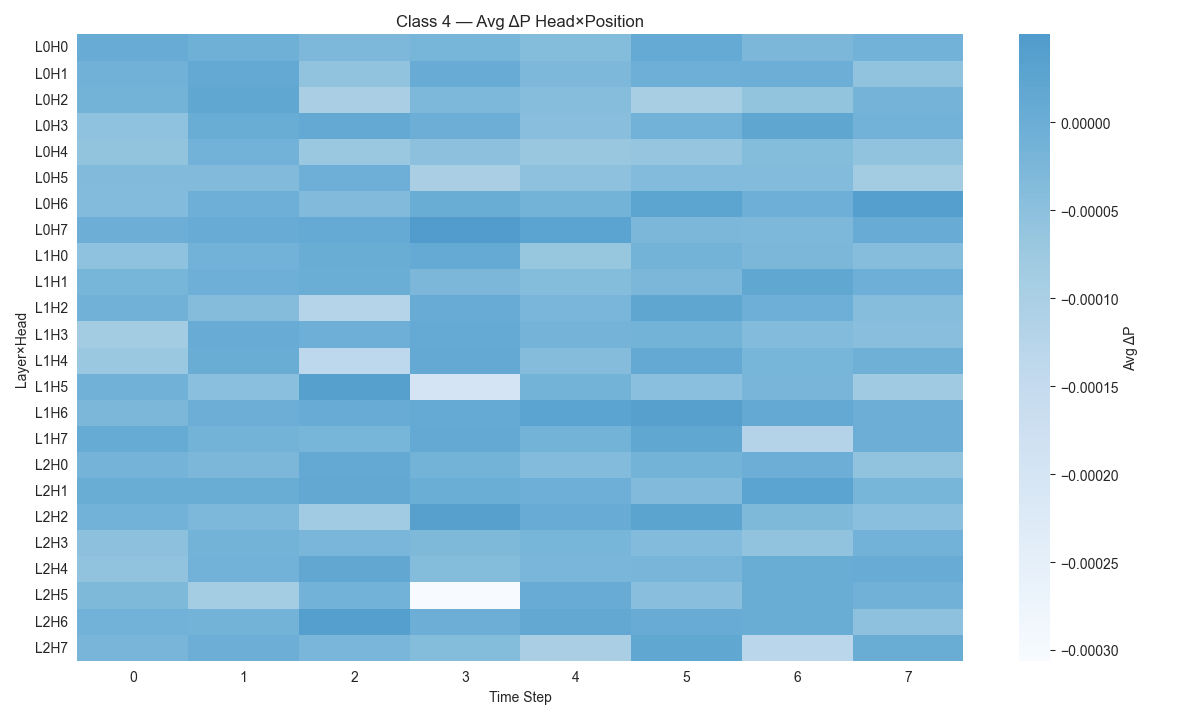 Class 4 — Avg ΔP Head×Position
Layer×Head
L0H0
L0H1
L0H2
L0H3
L0H4
L0H5
L0H6
L0H7
L1H0
L1H1
L1H2
L1H3
L1H4
L1H5
L1H6
L1H7
L2H0
L2H1
L2H2
L2H3
L2H4
L2H5
L2H6
L2H7
0 1 2 3 4 5 6 7
Time Step
0.00000
−0.00005
−0.00010
−0.00015
−0.00020
−0.00025
−0.00030
Avg ΔP